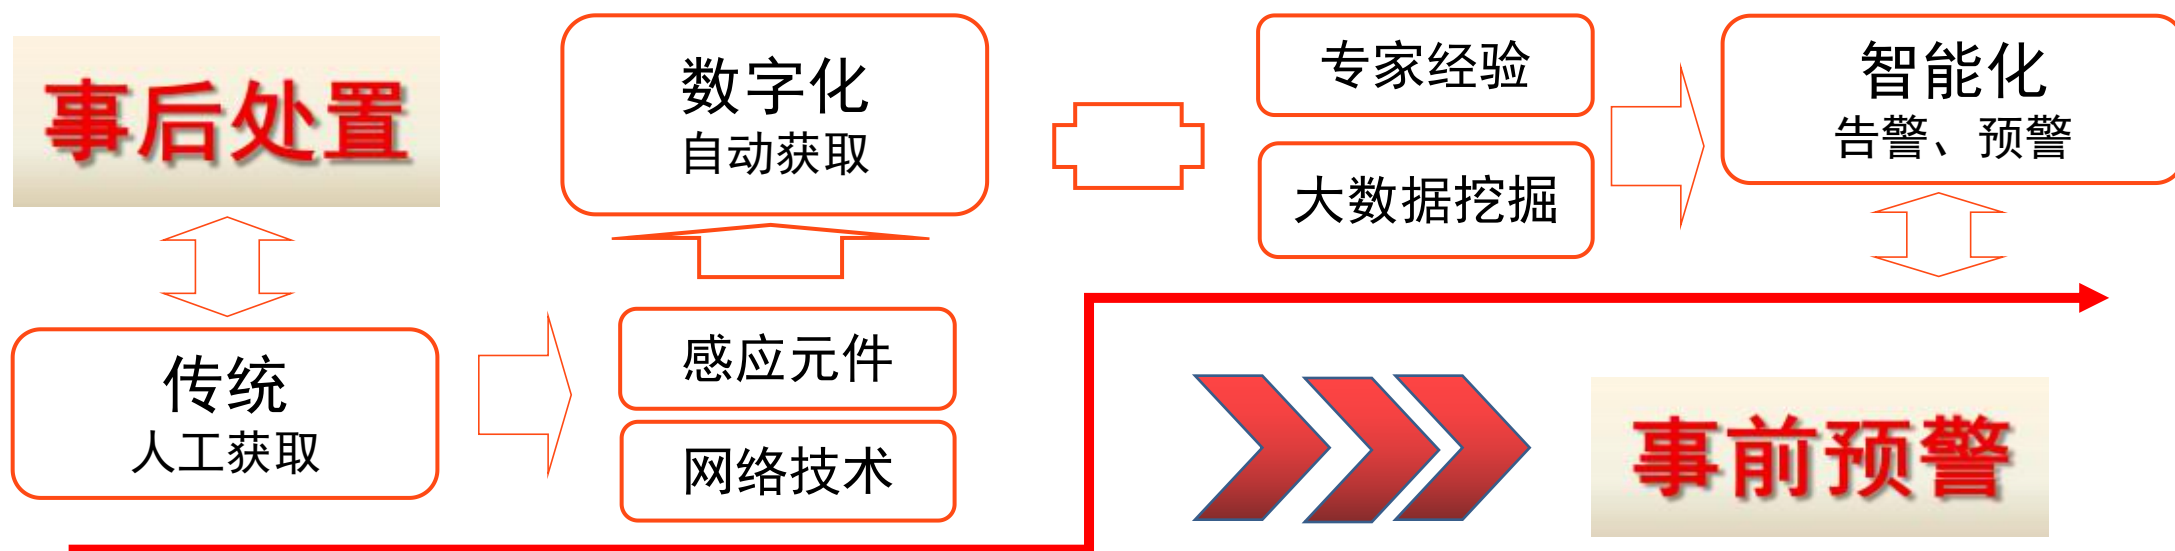 事后处置
传统
人工获取
感应元件
网络技术
数字化
自动获取
专家经验
大数据挖掘
智能化
告警、预警
事前预警